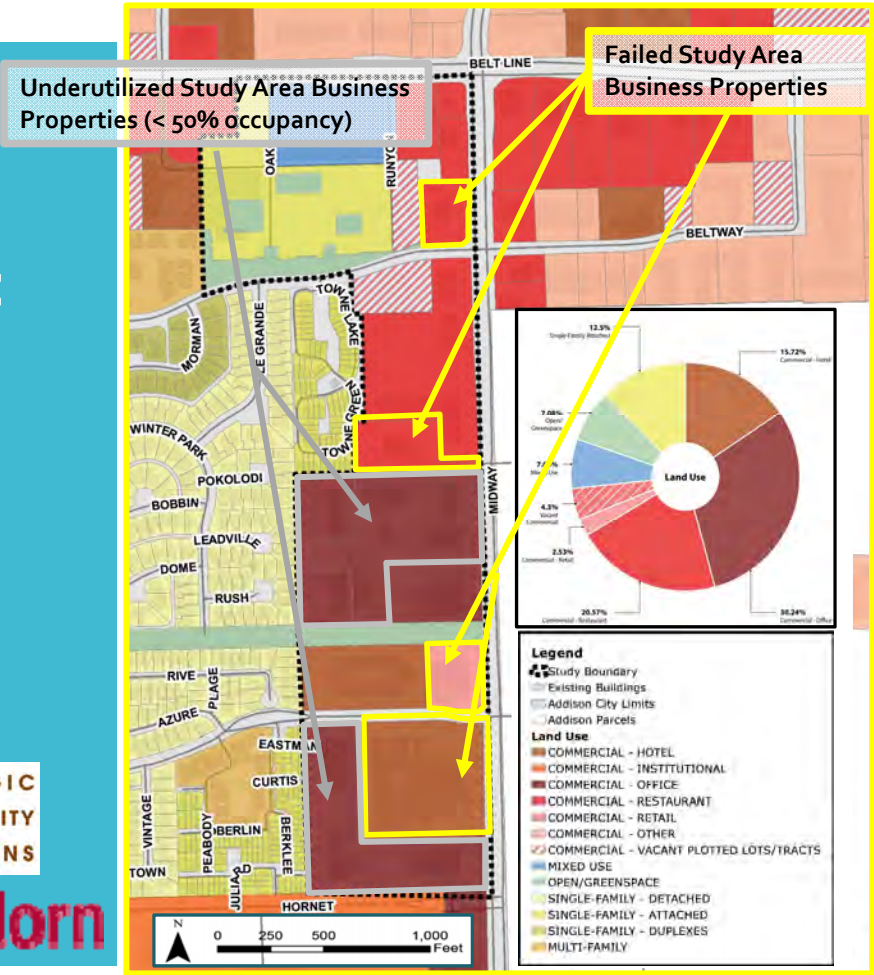 Underutilized Study Area Business
Properties (< 50% occupancy)
Failed Study Area
Business Properties
BELT LINE
OAK
RUNYO
BELTWAY
MORMAN
LE GRANDE
TOWNE LAKE
TOWNE GREEN
WINTER PARK
POKOLODI
BOBBIN
LEADVILLE
DOME
RUSH
MIDWAY
RIVE
PLAGE
AZURE
EASTMAN
CURTIS
VINTAGE
PEABODY
BERLIN
BERKLEE
TOWN
JULIARD
HORNET
12.5%
15.72%
Commercial - Hotel
7.08%
Open/
Greenspace
Land Use
4.3%
Vacant
Commercial
2.53%
Commercial - Retail
20.57%
Commercial - Restaurant
30.24%
Commercial - Office
Legend
Study Boundary
Existing Buildings
Addison City Limits
Addison Parcels
Land Use
COMMERCIAL - HOTEL
COMMERCIAL - INSTITUTIONAL
COMMERCIAL - OFFICE
COMMERCIAL - RESTAURANT
COMMERCIAL - RETAIL
COMMERCIAL - OTHER
COMMERCIAL - VACANT PLOTTED LOTS/TRACTS
MIXED USE
OPEN/GREENSPACE
SINGLE-FAMILY - DETACHED
SINGLE-FAMILY - ATTACHED
SINGLE-FAMILY - DUPLEXES
MULTI-FAMILY
N
0 250 500 1,000
Feet
GIC
ITY
NS
dorn